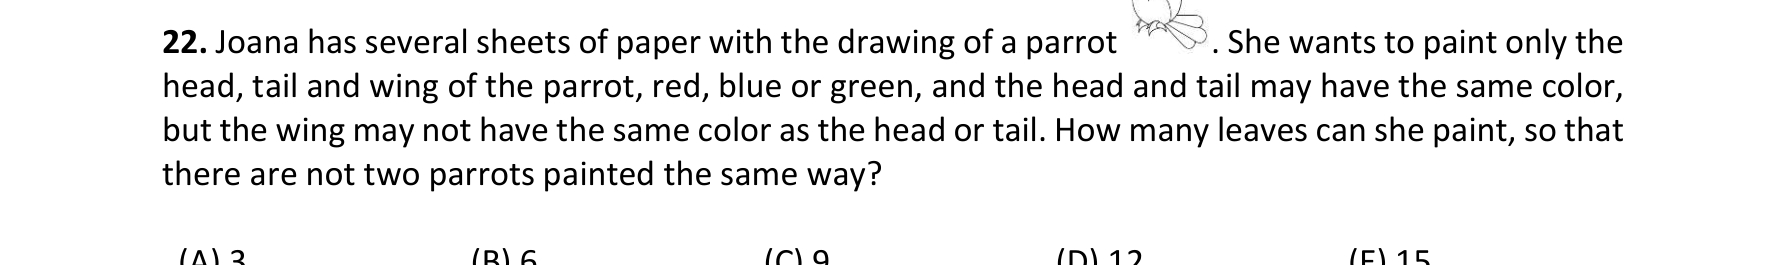 22. Joana has several sheets of paper with the drawing of a parrot . She wants to paint only the
head, tail and wing of the parrot, red, blue or green, and the head and tail may have the same color,
but the wing may not have the same color as the head or tail. How many leaves can she paint, so that
there are not two parrots painted the same way?
(A) 3 (B) 6 (C) 9 (D) 12 (E) 15